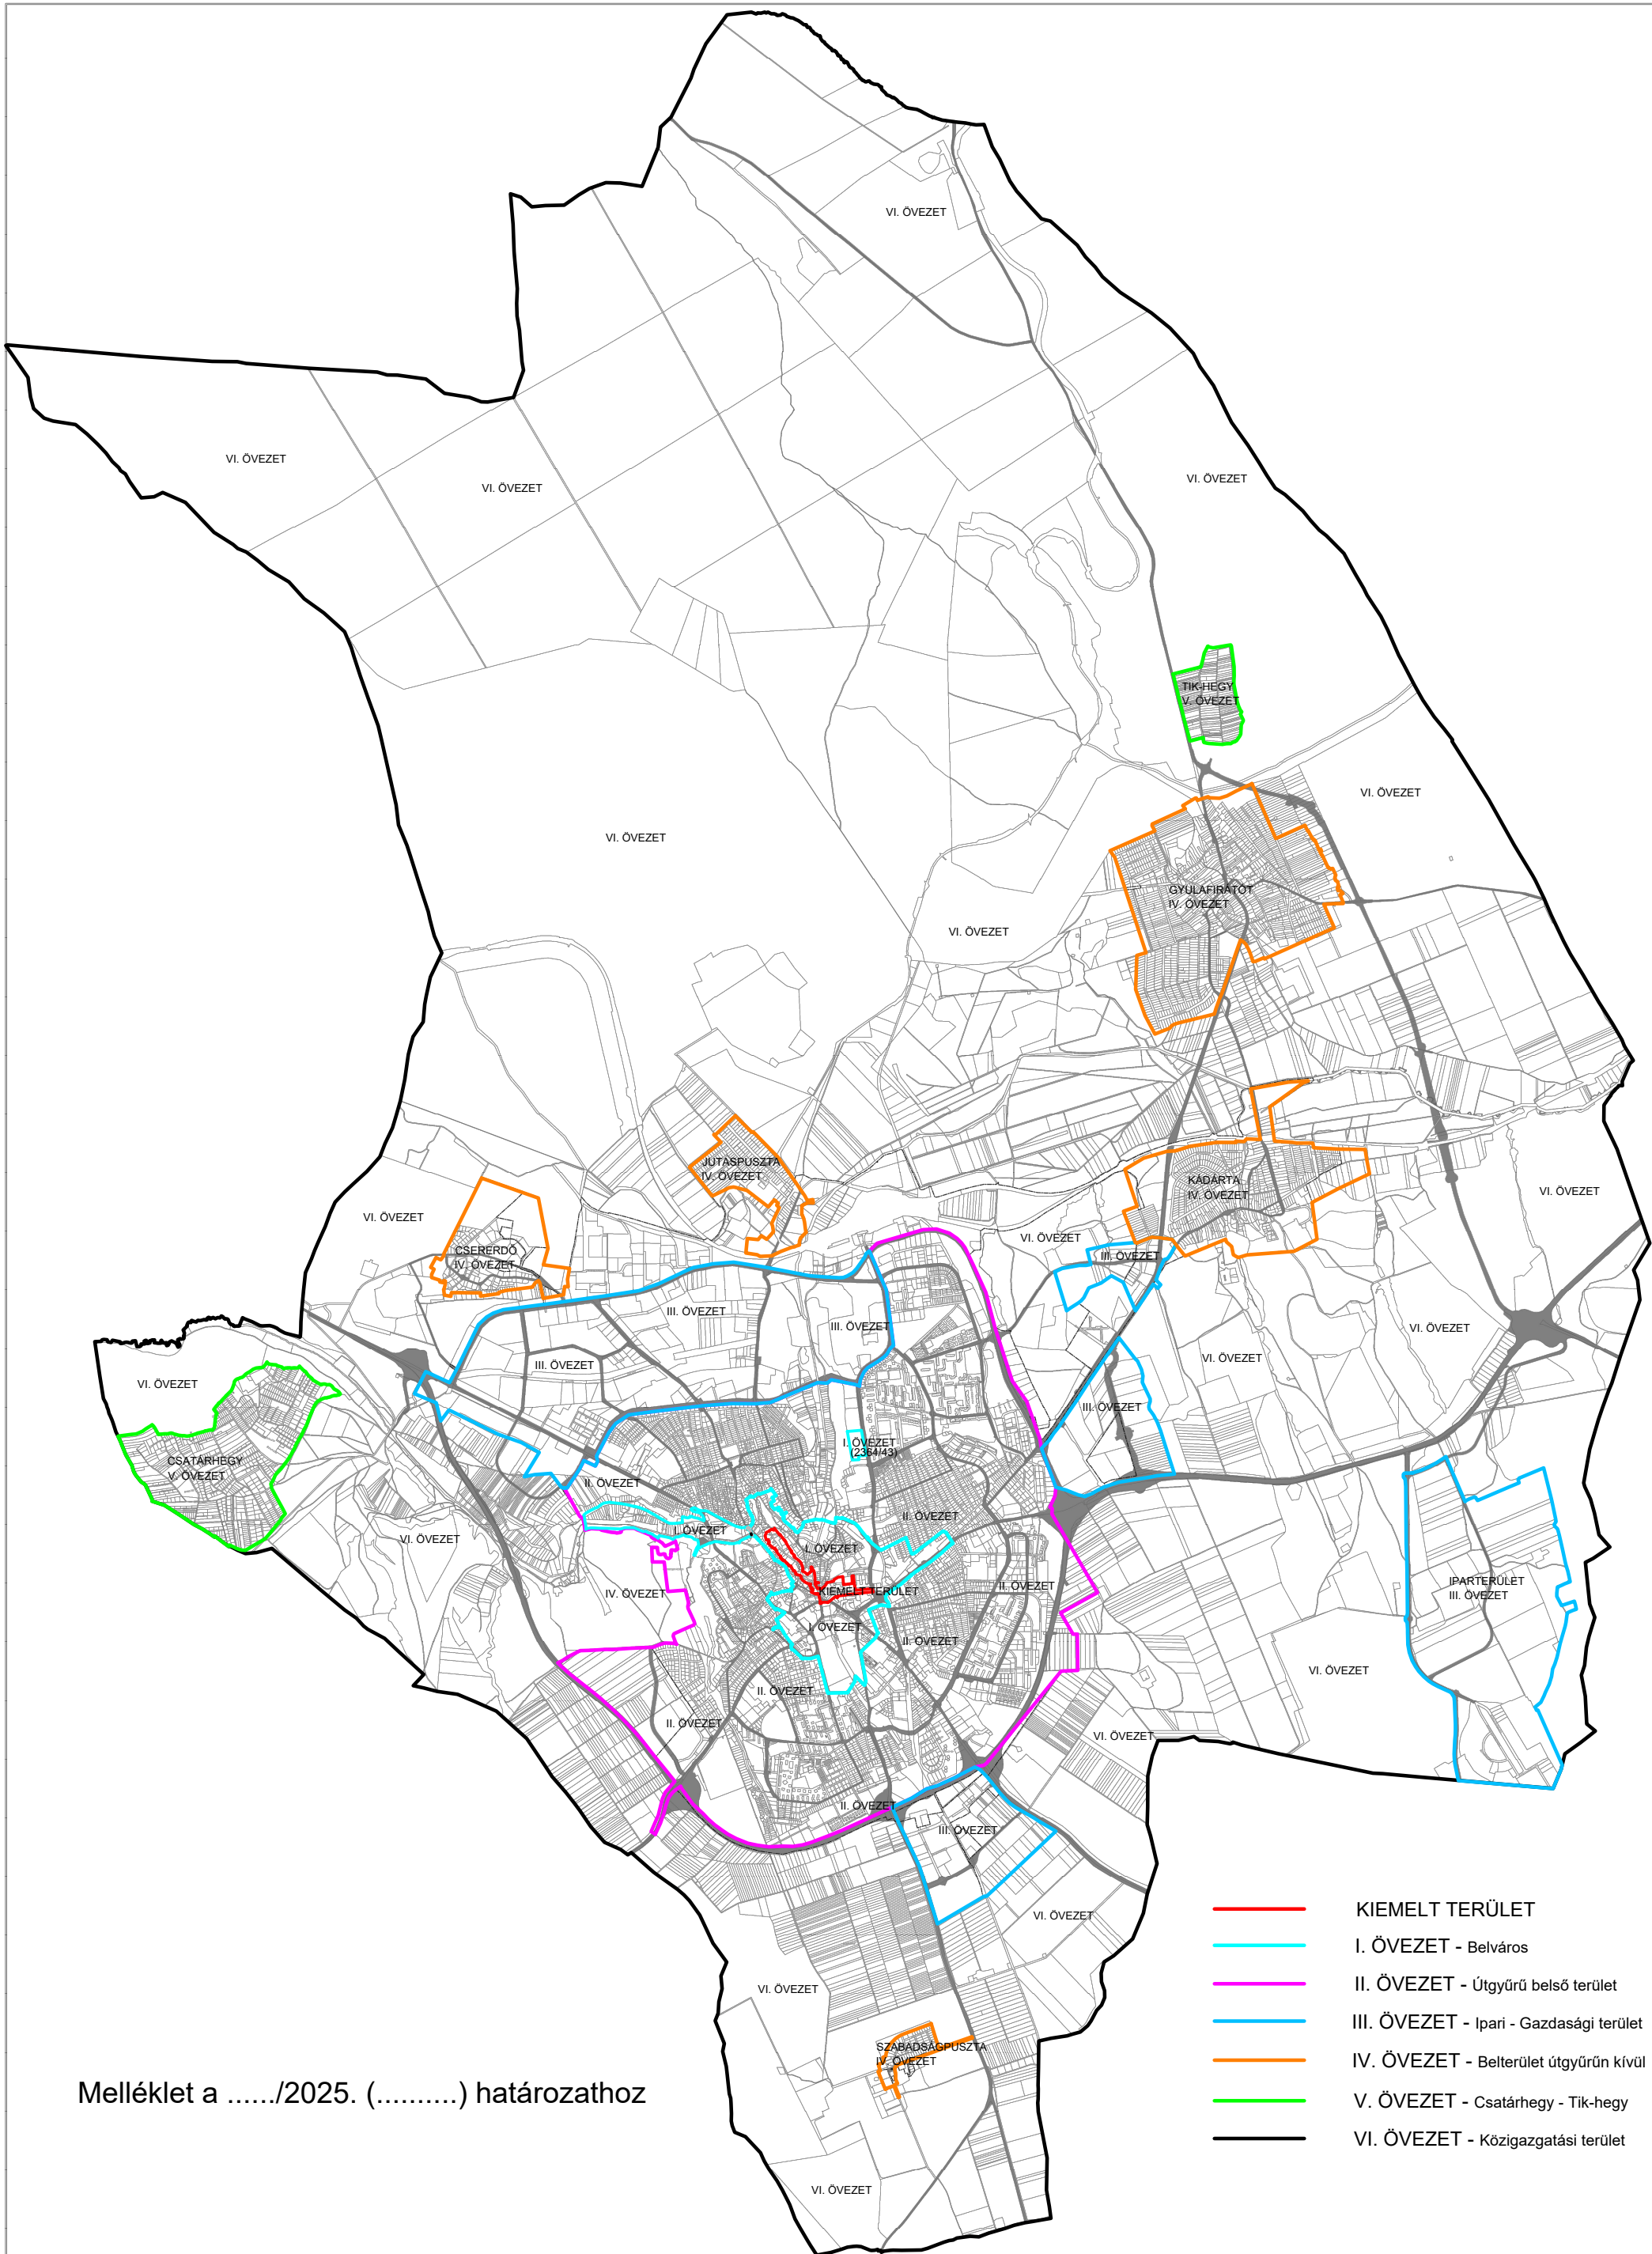 VI. ÖVEZET
VI. ÖVEZET
VI. ÖVEZET
VI. ÖVEZET
TIK-HEGY
V. ÖVEZET
VI. ÖVEZET
VI. ÖVEZET
GYULAFIRÁTÓT
IV. ÖVEZET
VI. ÖVEZET
JUTASPUSZTA
IV. ÖVEZET
KÁDÁRTA
IV. ÖVEZET
VI. ÖVEZET
VI. ÖVEZET
VI. ÖVEZET
CSERERDŐ
IV. ÖVEZET
III. ÖVEZET
III. ÖVEZET
III. ÖVEZET
VI. ÖVEZET
III. ÖVEZET
VI. ÖVEZET
VI. ÖVEZET
III. ÖVEZET
I. ÖVEZET
(2364/43)
CSATÁRHEGY
V. ÖVEZET
II. ÖVEZET
II. ÖVEZET
I. ÖVEZET
VI. ÖVEZET
I. ÖVEZET
IPARTERÜLET
III. ÖVEZET
II. ÖVEZET
KIEMELT TERÜLET
IV. ÖVEZET
I. ÖVEZET
II. ÖVEZET
VI. ÖVEZET
II. ÖVEZET
II. ÖVEZET
VI. ÖVEZET
II. ÖVEZET
III. ÖVEZET
VI. ÖVEZET
VI. ÖVEZET
SZABADSÁGPUSZTA
IV. ÖVEZET
VI. ÖVEZET
KIEMELT TERÜLET
I. ÖVEZET - Belváros
II. ÖVEZET - Útgyűrű belső terület
III. ÖVEZET - Ipari - Gazdasági terület
IV. ÖVEZET - Belterület útgyűrűn kívül
V. ÖVEZET - Csatárhegy - Tik-hegy
VI. ÖVEZET - Közigazgatási terület
Melléklet a ....../2025. (..........) határozathoz